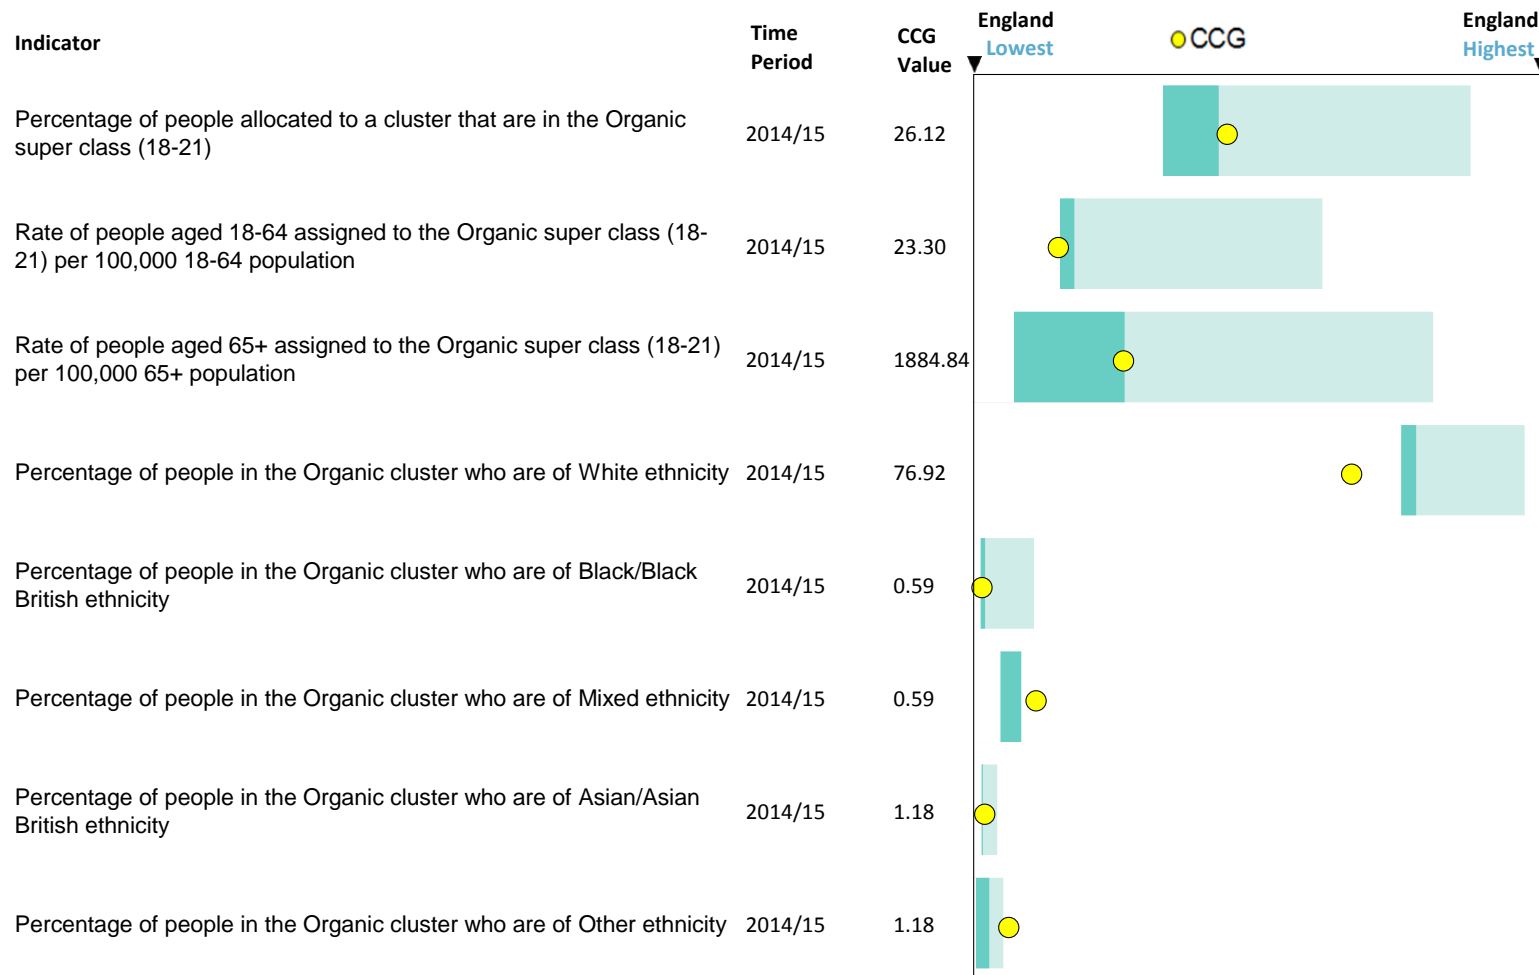 Indicator
Time
Period
CCG
Value
England
Lowest
CCG
England
Highest
Percentage of people allocated to a cluster that are in the Organic
super class (18-21)
2014/15
26.12
Rate of people aged 18-64 assigned to the Organic super class (18-
21) per 100,000 18-64 population
2014/15
23.30
Rate of people aged 65+ assigned to the Organic super class (18-21)
per 100,000 65+ population
2014/15
1884.84
Percentage of people in the Organic cluster who are of White ethnicity
2014/15
76.92
Percentage of people in the Organic cluster who are of Black/Black
British ethnicity
2014/15
0.59
Percentage of people in the Organic cluster who are of Mixed ethnicity
2014/15
0.59
Percentage of people in the Organic cluster who are of Asian/Asian
British ethnicity
2014/15
1.18
Percentage of people in the Organic cluster who are of Other ethnicity
2014/15
1.18